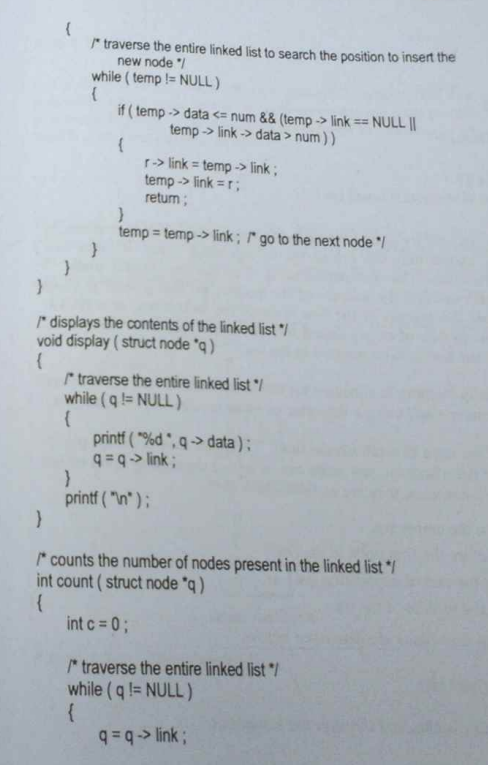 {
/* traverse the entire linked list to search the position to insert the
new node */
while ( temp != NULL )
{
if ( temp -> data <= num && (temp -> link == NULL ||
temp -> link -> data > num ) )
{
r -> link = temp -> link ;
temp -> link = r ;
return ;
}
temp = temp -> link ; /* go to the next node */
}
}
}
/* displays the contents of the linked list */
void display ( struct node *q )
{
/* traverse the entire linked list */
while ( q != NULL )
{
printf ( "%d ", q -> data ) ;
q = q -> link ;
}
printf ( "\n" ) ;
}
/* counts the number of nodes present in the linked list */
int count ( struct node *q )
{
int c = 0 ;
/* traverse the entire linked list */
while ( q != NULL )
{
q = q -> link ;